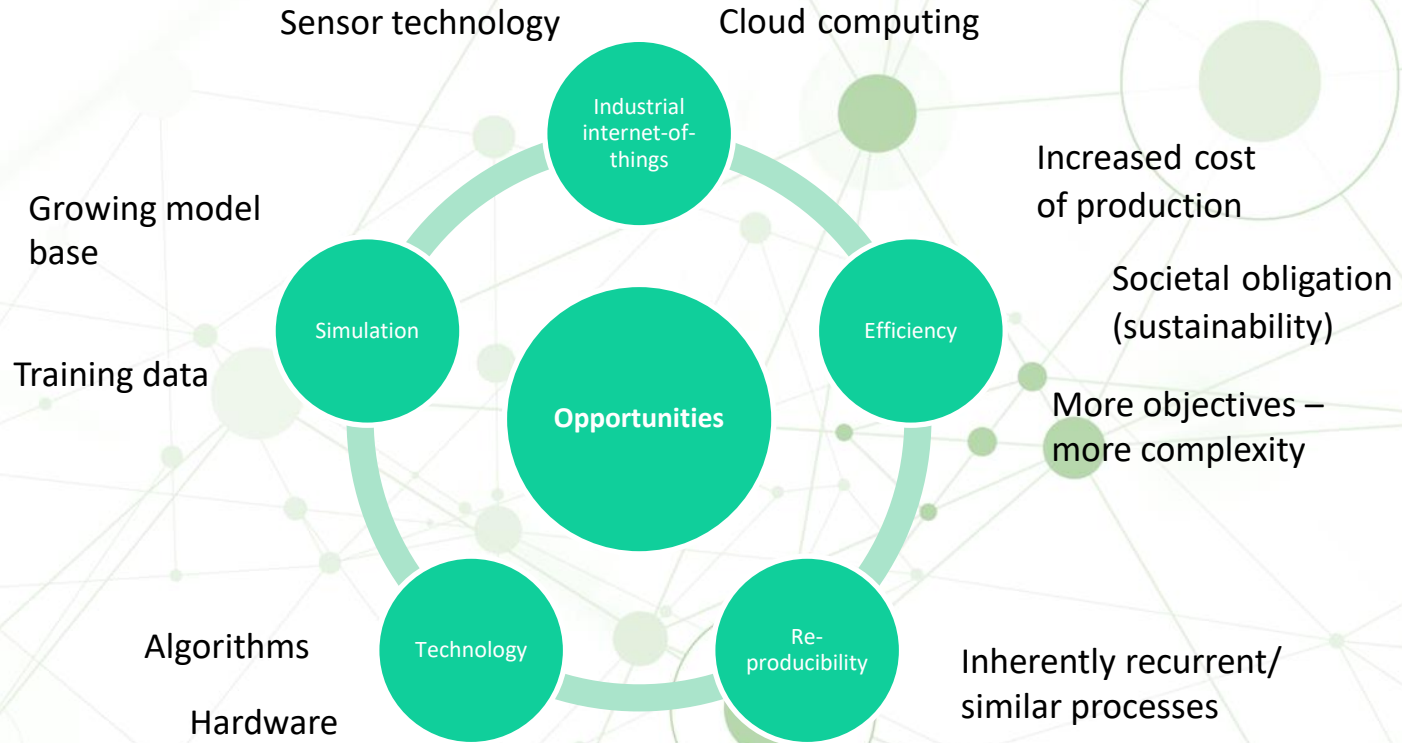 Sensor technology
Cloud computing
Industrial
internet-of-
things
Increased cost
of production
Growing model
base
Societal obligation
(sustainability)
Simulation
Efficiency
Training data
Opportunities
More objectives –
more complexity
Algorithms
Technology
Re-
producibility
Inherently recurrent/
similar processes
Hardware